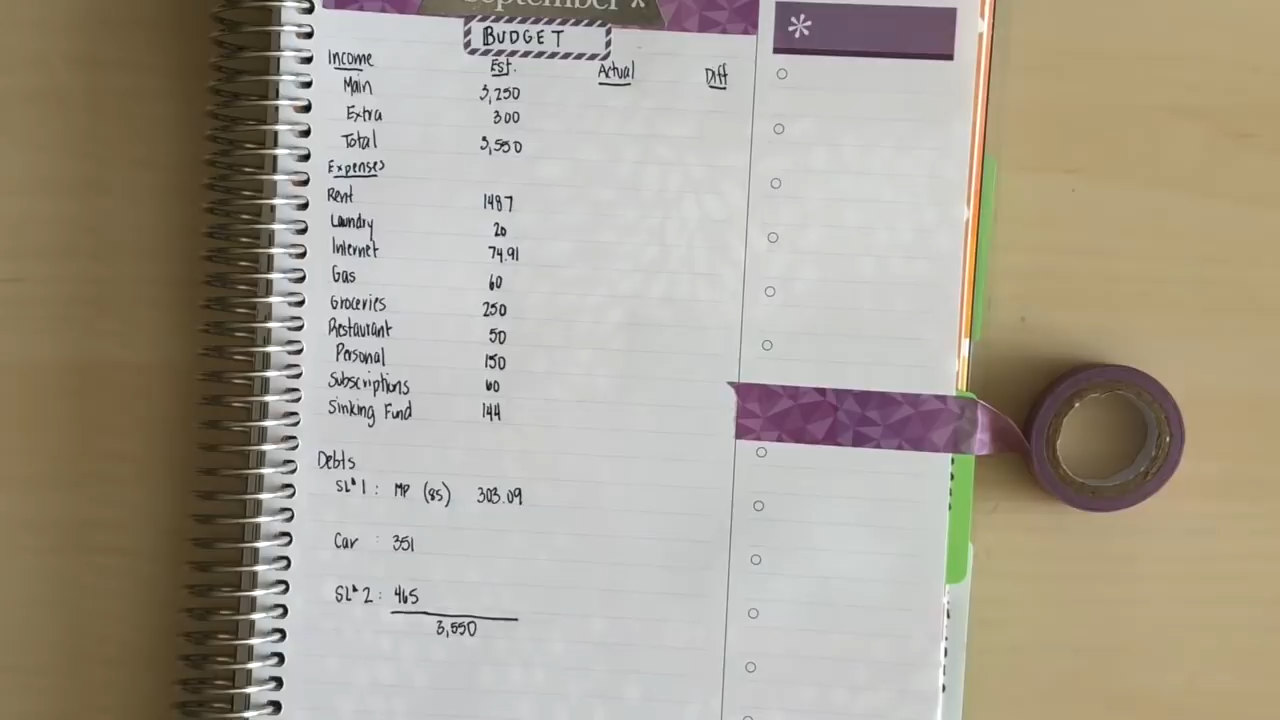 September *
*
BUDGET
Income Est. Actual Diff
Main 3,250
Extra 300
Total 3,550
Expenses
Rent 1487
Laundry 20
Internet 74.91
Gas 60
Groceries 250
Restaurant 50
Personal 150
Subscriptions 60
Sinking Fund 144
Debts
SL#1: MP (85) 303.09
Car : 351
SL#2: 465
3,550